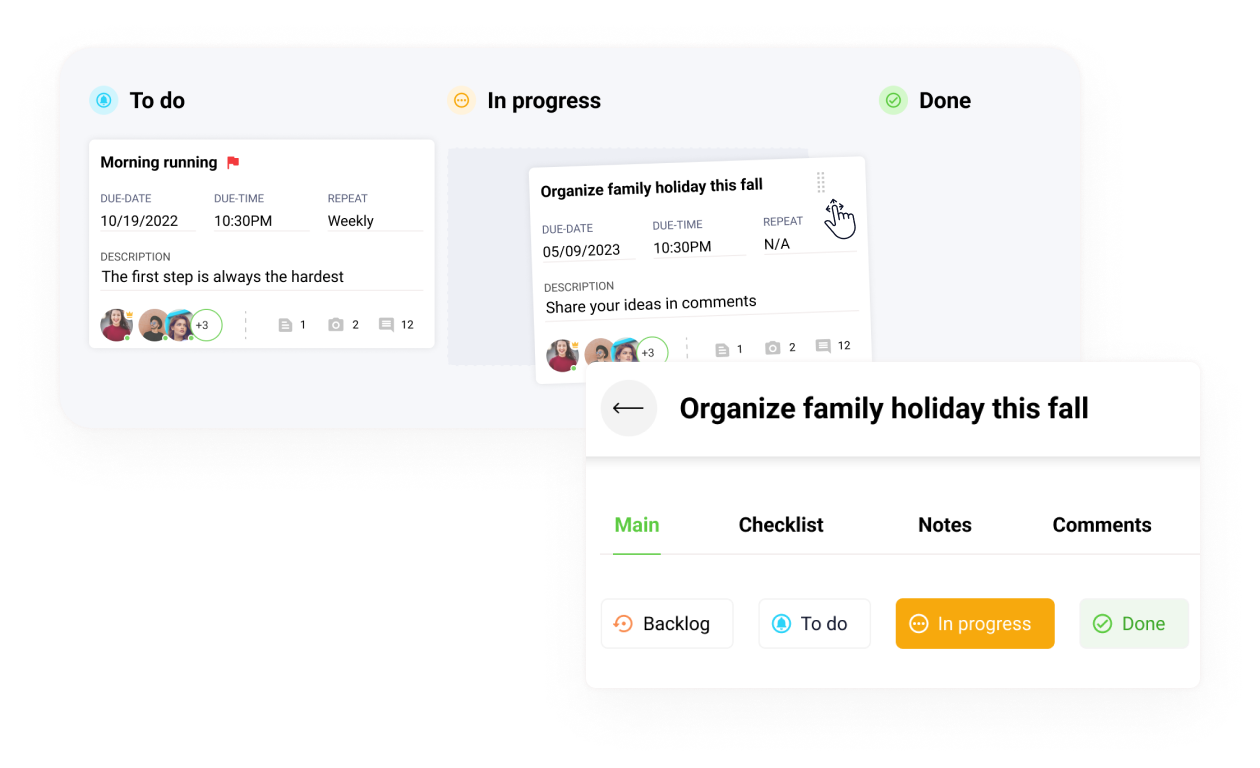 To do
In progress
Done
Morning running
DUE-DATE DUE-TIME REPEAT
10/19/2022 10:30PM Weekly
DESCRIPTION
The first step is always the hardest
+3 1 2 12
Organize family holiday this fall
DUE-DATE DUE-TIME REPEAT
05/09/2023 10:30PM N/A
DESCRIPTION
Share your ideas in comments
+3 1 2 12
Organize family holiday this fall
Main Checklist Notes Comments
Backlog To do In progress Done